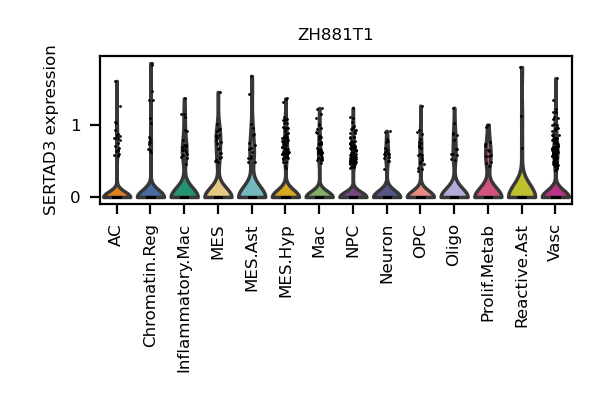 ZH881T1
SERTAD3 expression
1
0
AC
Chromatin.Reg
Inflammatory.Mac
MES
MES.Ast
MES.Hyp
Mac
NPC
Neuron
OPC
Oligo
Prolif.Metab
Reactive.Ast
Vasc